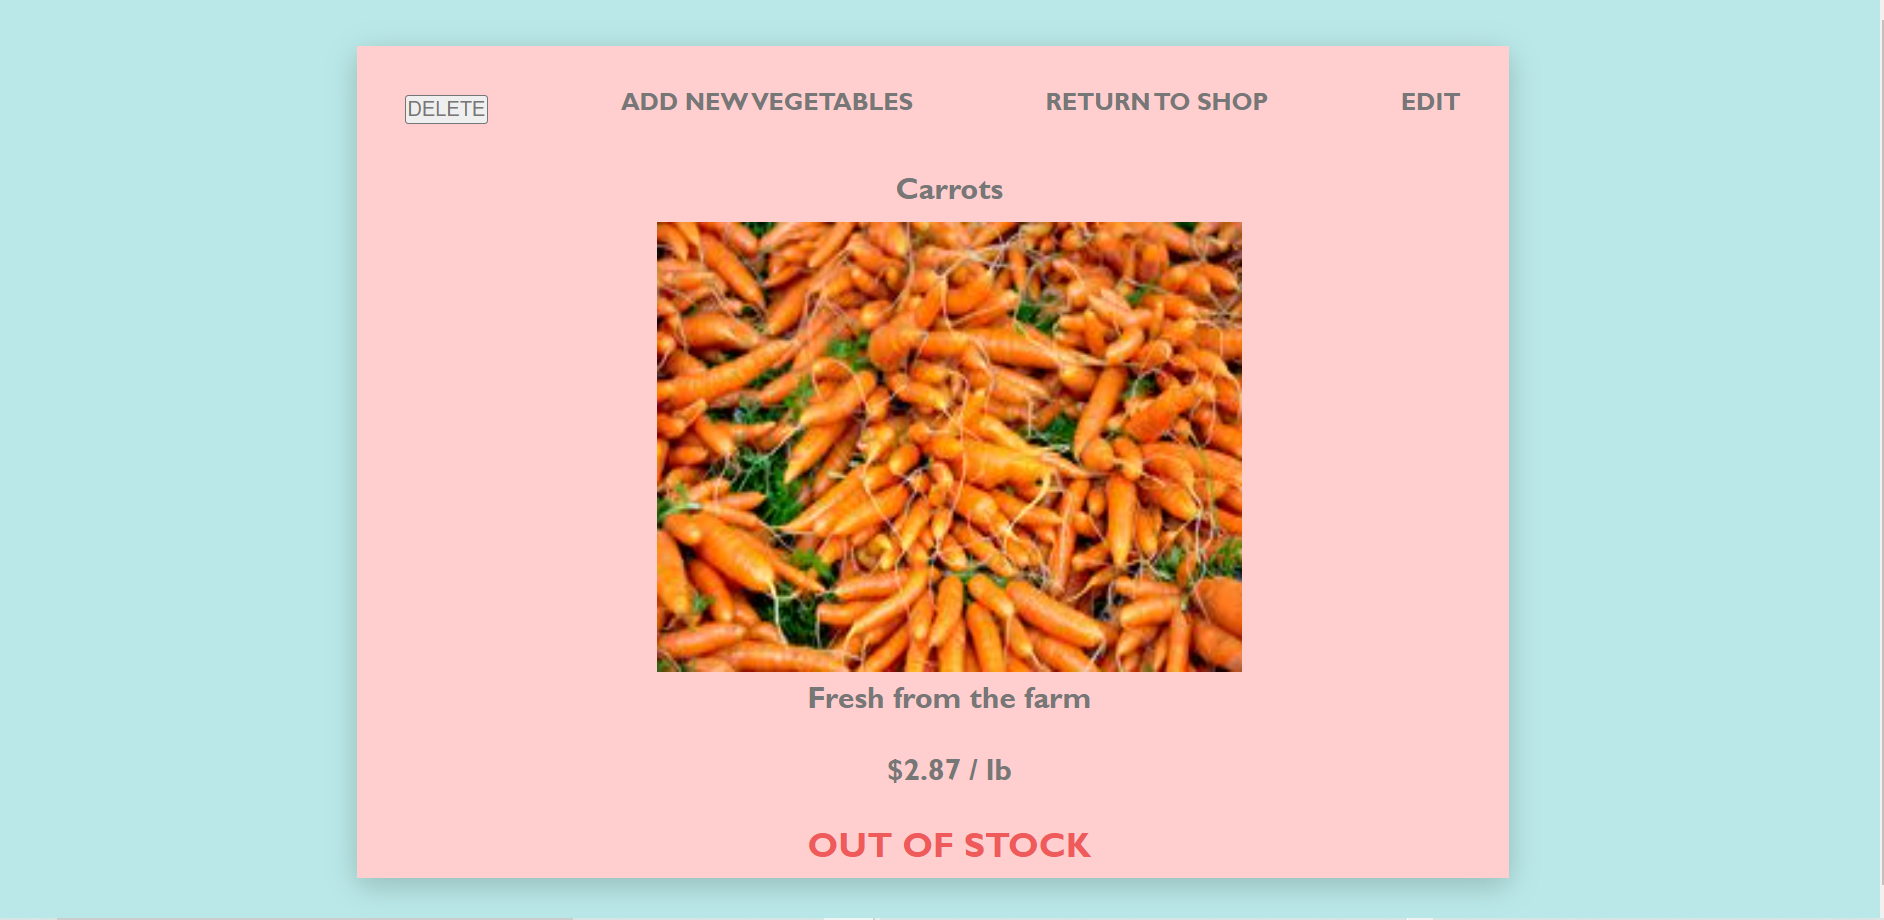 DELETE
ADD NEW VEGETABLES
RETURN TO SHOP
EDIT
Carrots
Fresh from the farm
$2.87 / lb
OUT OF STOCK